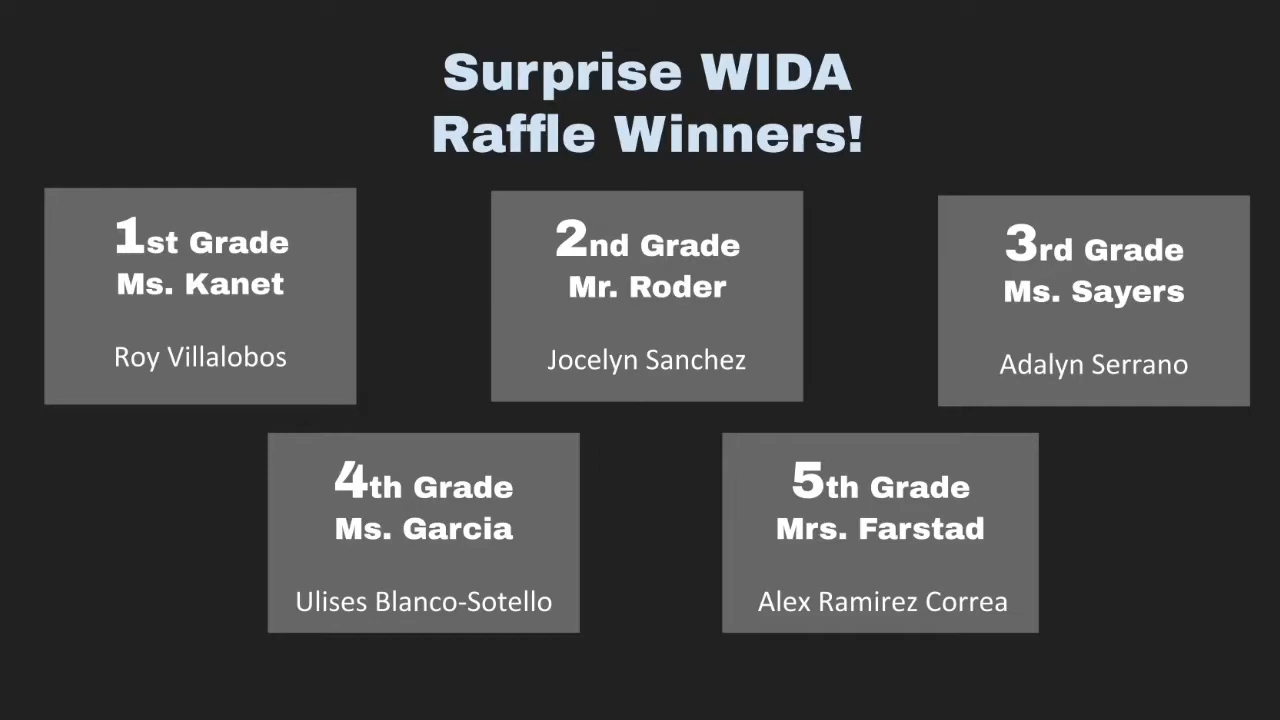 Surprise WIDA
Raffle Winners!
1st Grade
Ms. Kanet
Roy Villalobos
2nd Grade
Mr. Roder
Jocelyn Sanchez
3rd Grade
Ms. Sayers
Adalyn Serrano
4th Grade
Ms. Garcia
Ulises Blanco-Sotello
5th Grade
Mrs. Farstad
Alex Ramirez Correa